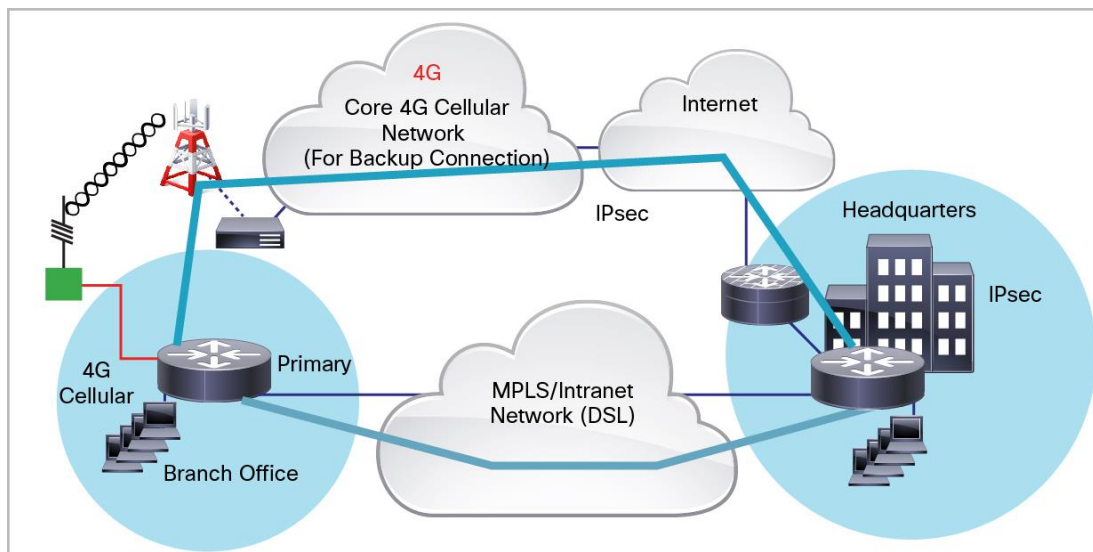 4G
Core 4G Cellular
Network
(For Backup Connection)
Internet
IPsec
Headquarters
IPsec
Primary
4G
Cellular
Branch Office
MPLS/Intranet
Network (DSL)